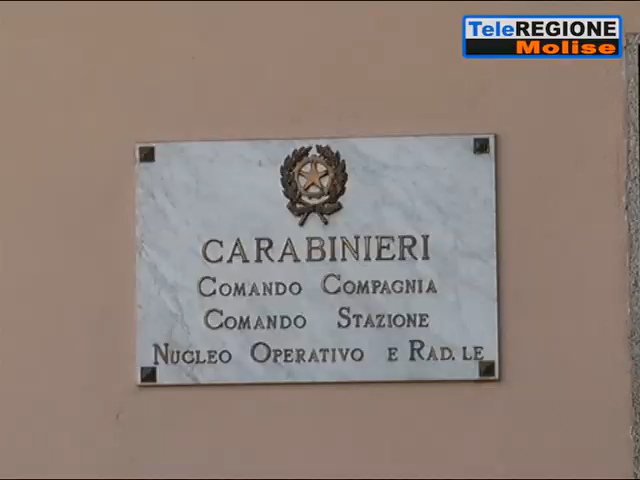 TeleREGIONE
Molise
CARABINIERI
COMANDO COMPAGNIA
COMANDO STAZIONE
NUCLEO OPERATIVO E RAD.LE